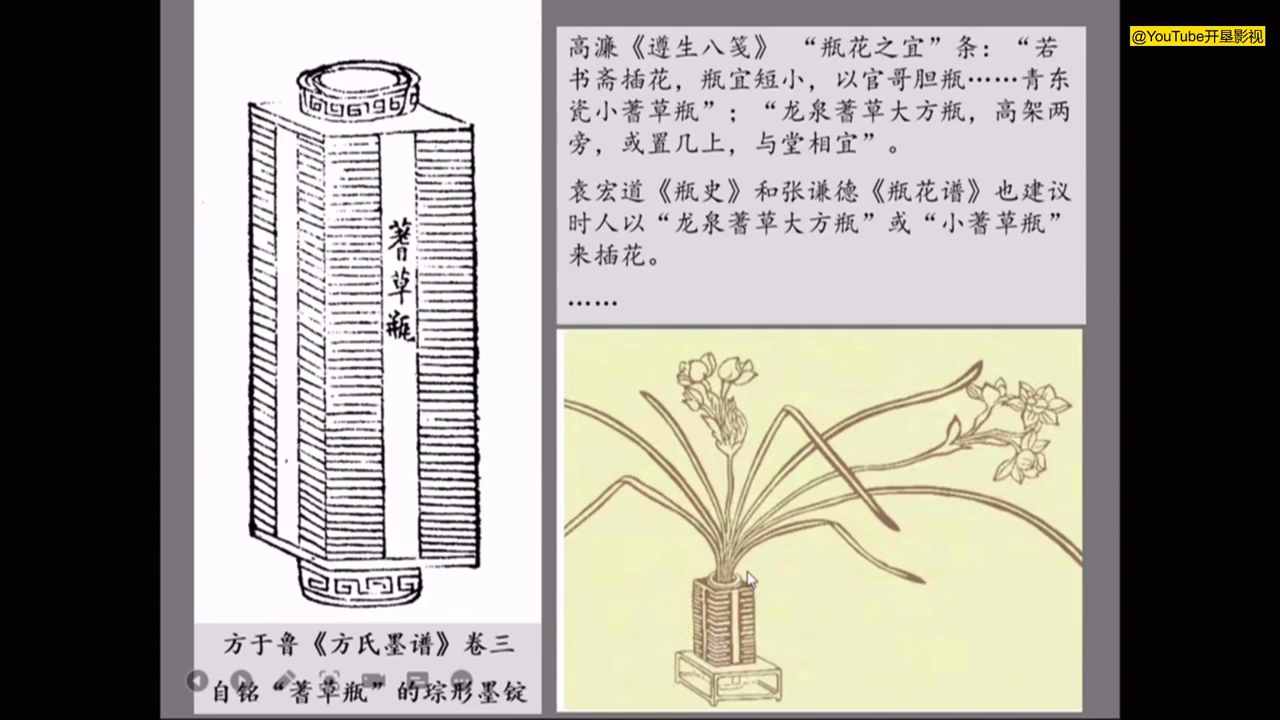 @YouTube开垦影视
高濂《遵生八笺》“瓶花之宜”条：“若
书斋插花，瓶宜短小，以官哥胆瓶……青东
瓷小蓍草瓶”；“龙泉蓍草大方瓶，高架两
旁，或置几上，与堂相宜”。
袁宏道《瓶史》和张谦德《瓶花谱》也建议
时人以“龙泉蓍草大方瓶”或“小蓍草瓶”
来插花。
……
蓍草瓶
方于鲁《方氏墨谱》卷三
自铭“蓍草瓶”的琮形墨锭